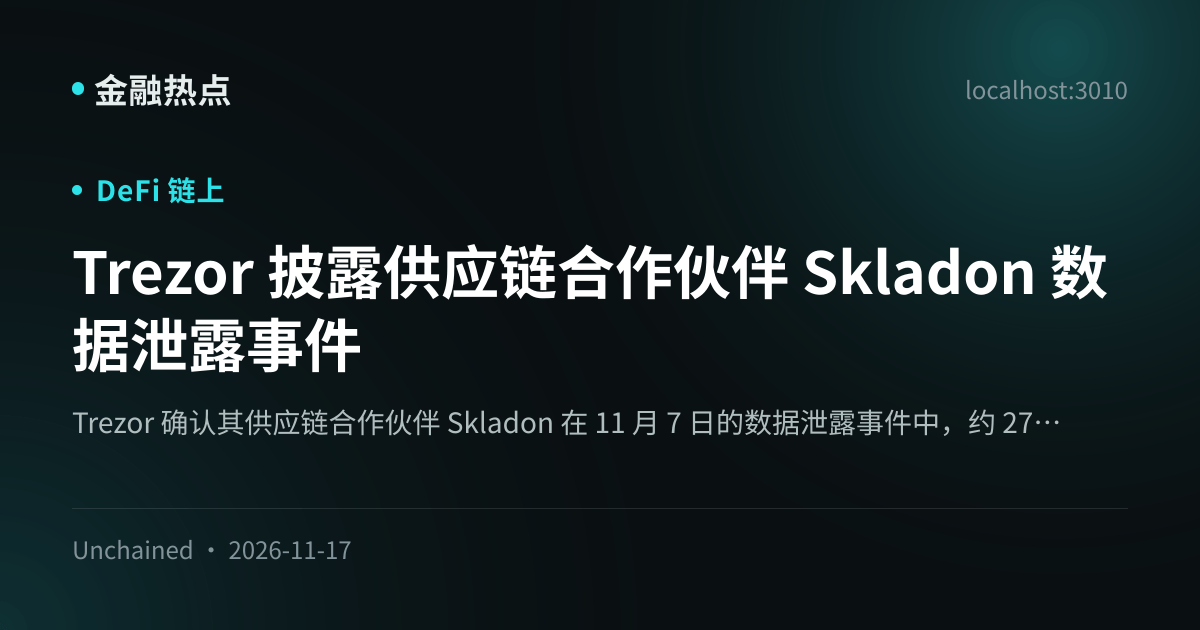 金融热点
localhost:3010
DeFi 链上
Trezor 披露供应链合作伙伴 Skladon 数
据泄露事件
Trezor 确认其供应链合作伙伴 Skladon 在 11 月 7 日的数据泄露事件中，约 27…
Unchained • 2026-11-17